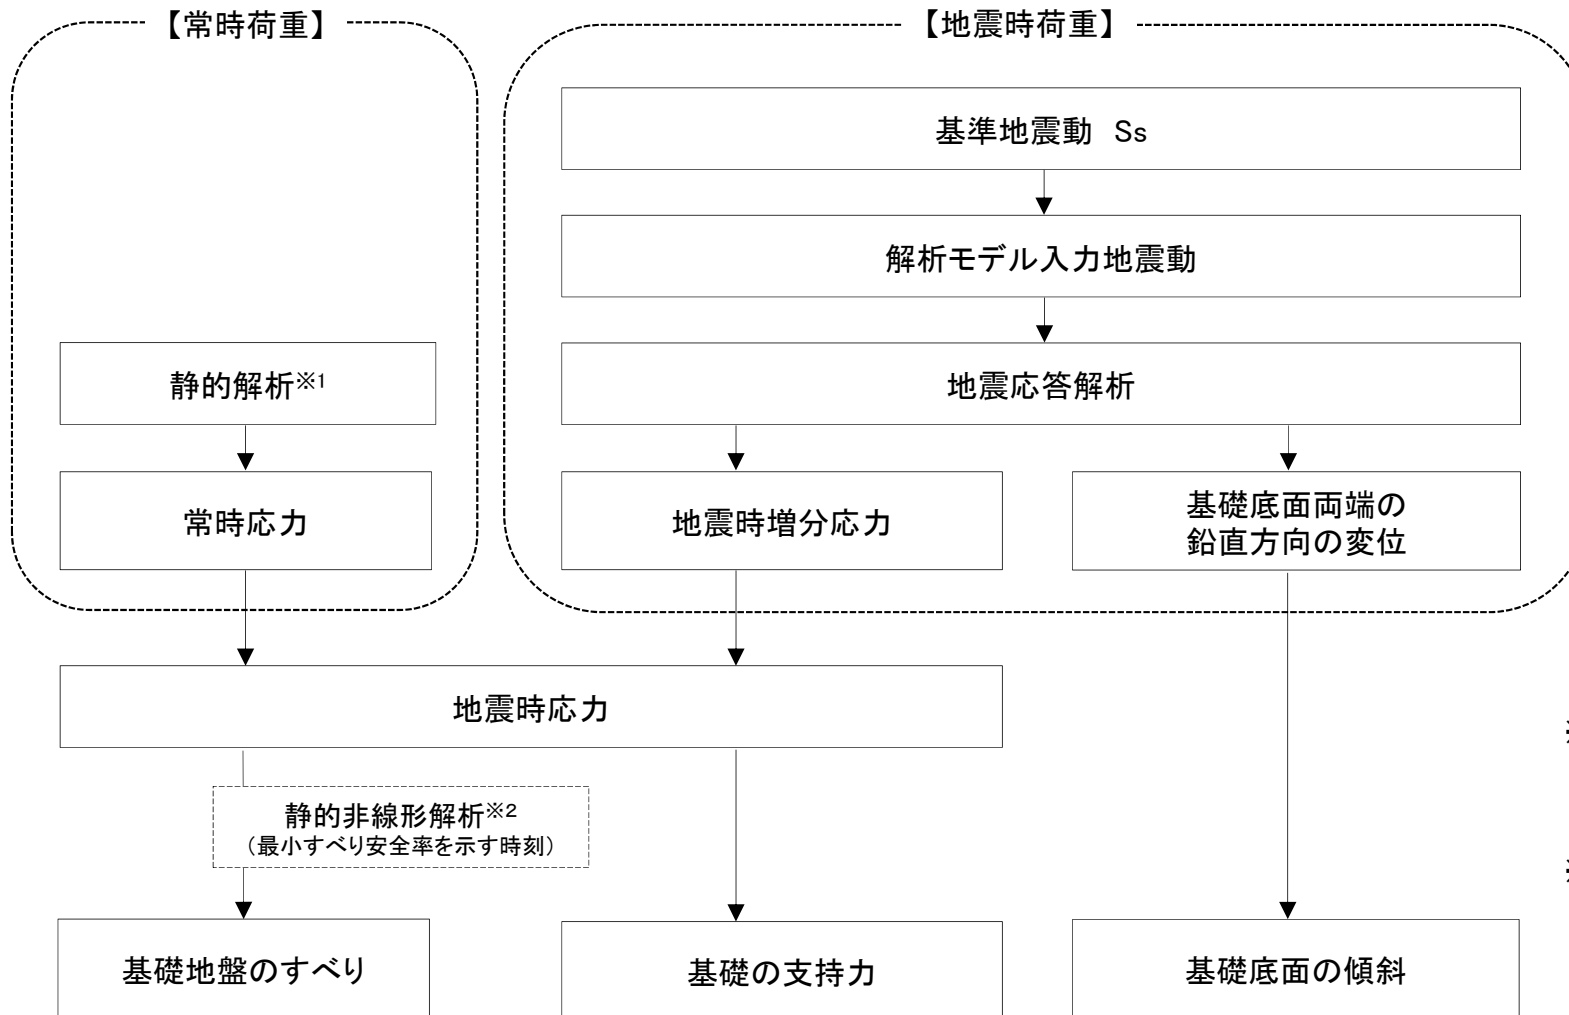 【常時荷重】
【地震時荷重】
基準地震動 Ss
解析モデル入力地震動
静的解析※1
地震応答解析
常時応力
地震時増分応力
基礎底面両端の
鉛直方向の変位
地震時応力
静的非線形解析※2
（最小すべり安全率を示す時刻）
基礎地盤のすべり
基礎の支持力
基礎底面の傾斜